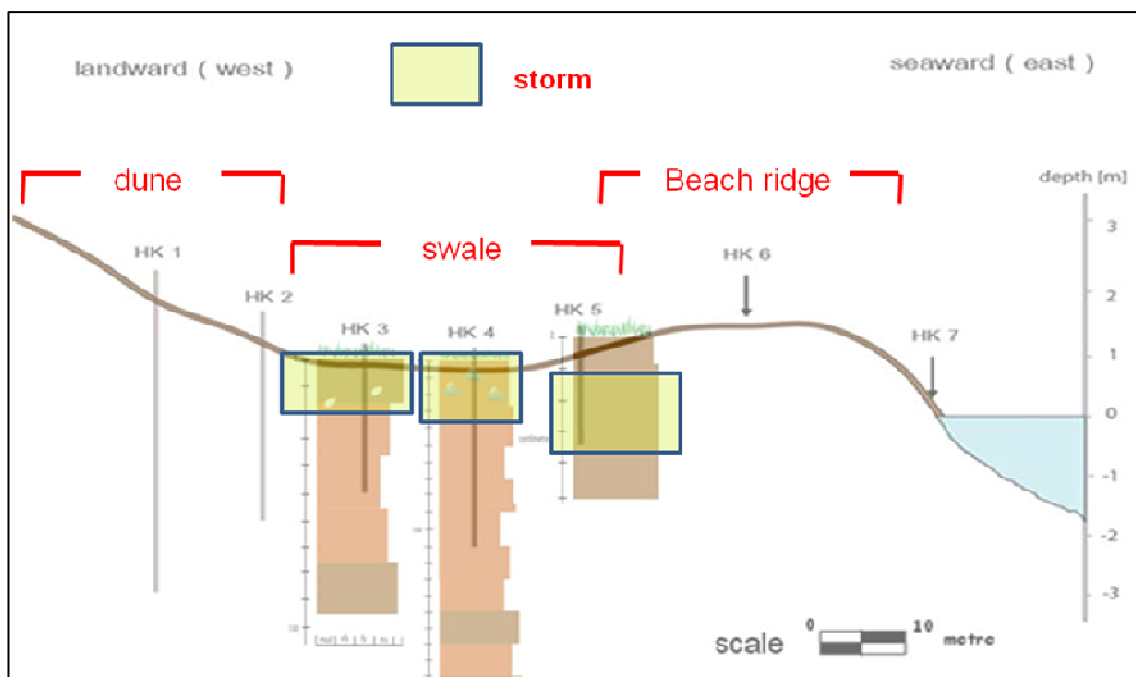 landward ( west )
storm
seaward ( east )
dune
Beach ridge
depth [m]
swale
HK 1
HK 2
HK 3
HK 4
HK 5
HK 6
HK 7
3
2
1
0
-1
-2
-3
scale
0 10
metre